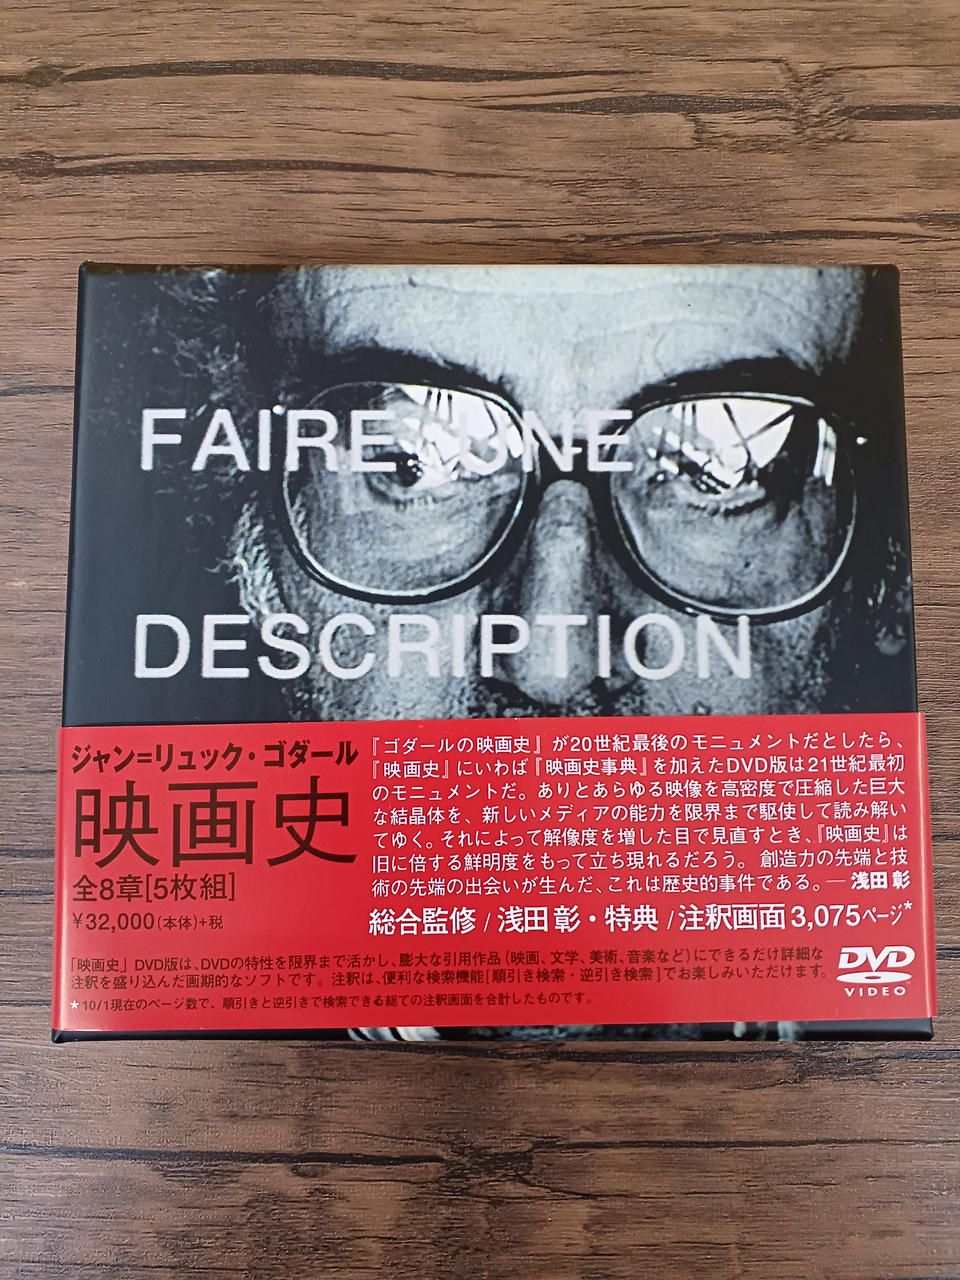 FAIRE UNE
DESCRIPTION
ジャン=リュック・ゴダール
映画史
全8章[5枚組]
¥32,000(本体)+税
『ゴダールの映画史』が20世紀最後のモニュメントだとしたら、
『映画史』にいわば『映画史事典』を加えたDVD版は21世紀最初
のモニュメントだ。ありとあらゆる映像を高密度で圧縮した巨大
な結晶体を、新しいメディアの能力を限界まで駆使して読み解い
てゆく。それによって解像度を増した目で見直すとき、『映画史』は
旧に倍する鮮明度をもって立ち現れるだろう。創造力の先端と技
術の先端の出会いが生んだ、これは歴史的事件である。—浅田 彰
総合監修 / 浅田 彰・特典 / 注釈画面 3,075ページ*
「映画史」DVD版は、DVDの特性を限界まで活かし、膨大な引用作品(映画、文学、美術、音楽など)にできるだけ詳細な
注釈を盛り込んだ画期的なソフトです。注釈は、便利な検索機能[順引き検索・逆引き検索]でお楽しみいただけます。
*10/1現在のページ数で、順引きと逆引きで検索できる総ての注釈画面を合計したものです。
DVD
VIDEO